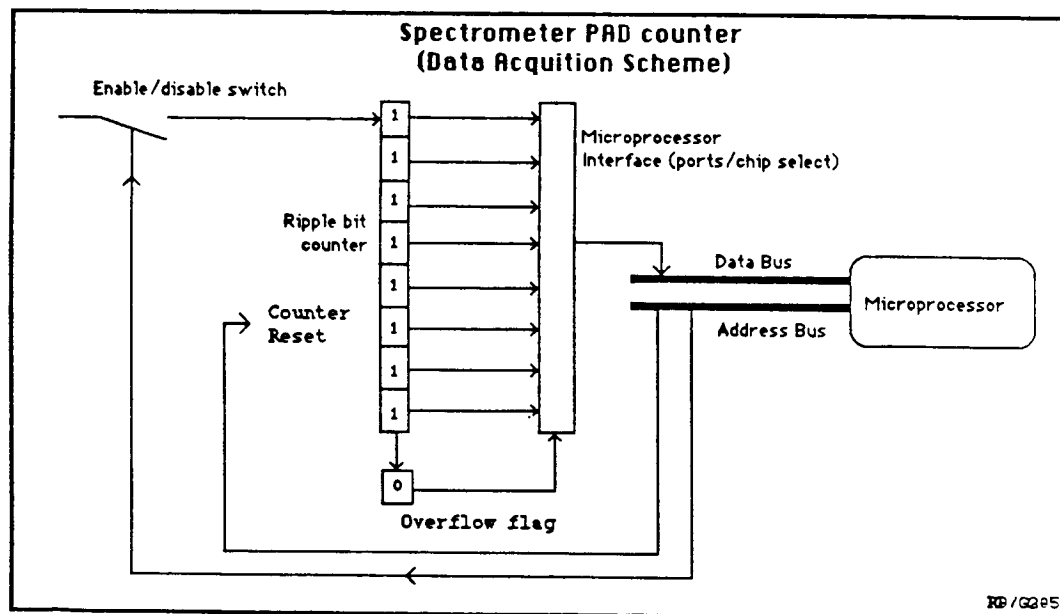 Spectrometer PAD counter
(Data Acquition Scheme)
Enable/disable switch
1
1
1
1
1
1
1
1
0
Microprocessor
Interface (ports/chip select)
Ripple bit
counter
Counter
Reset
Data Bus
Address Bus
Microprocessor
Overflow flag